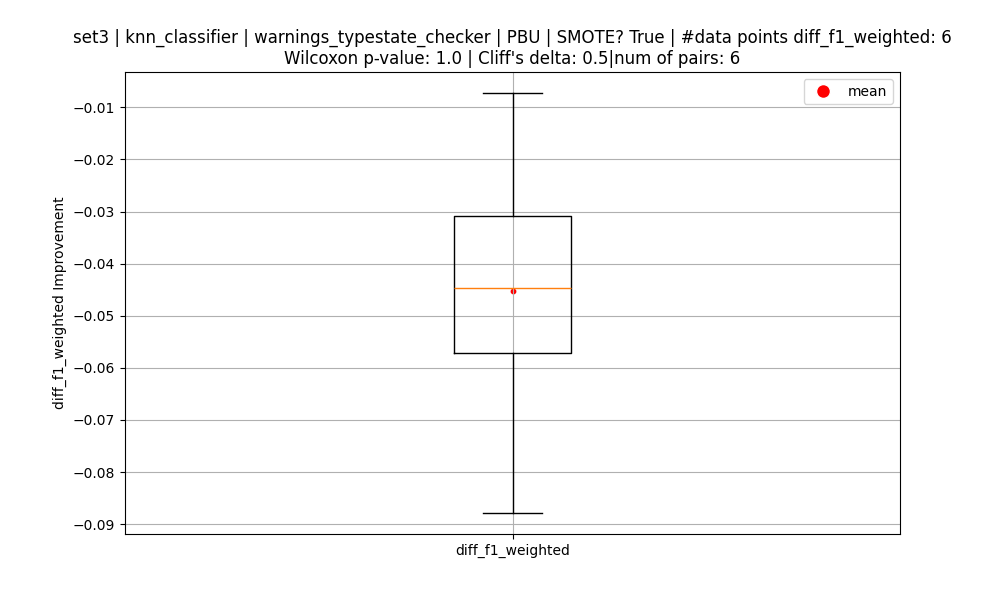 set3 | knn_classifier | warnings_typestate_checker | PBU | SMOTE? True | #data points diff_f1_weighted: 6
Wilcoxon p-value: 1.0 | Cliff's delta: 0.5|num of pairs: 6
mean
−0.01
−0.02
−0.03
−0.04
−0.05
−0.06
−0.07
−0.08
−0.09
diff_f1_weighted Improvement
diff_f1_weighted